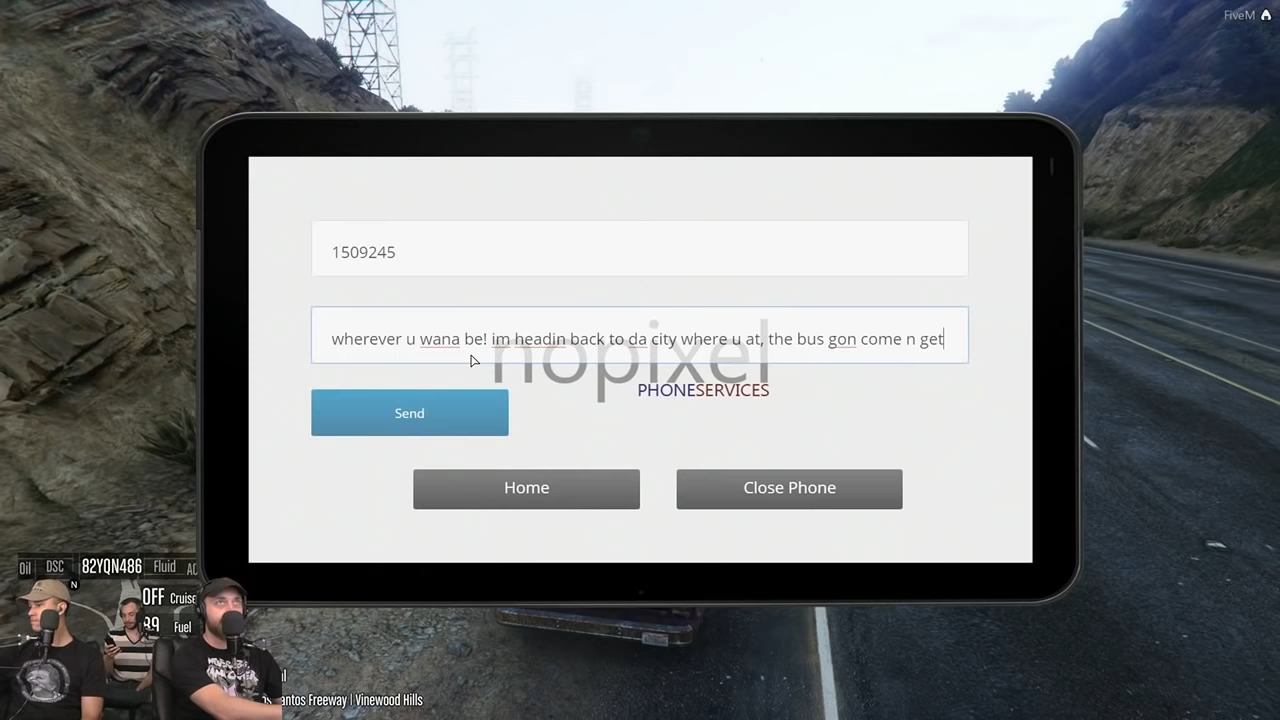 FiveM
1509245
wherever u wana be! im headin back to da city where u at, the bus gon come n get
nopixel
PHONESERVICES
Send
Home
Close Phone
Oil DSC 82YQN486 Fluid
N
OFF Cruise
Fuel
antos Freeway | Vinewood Hills